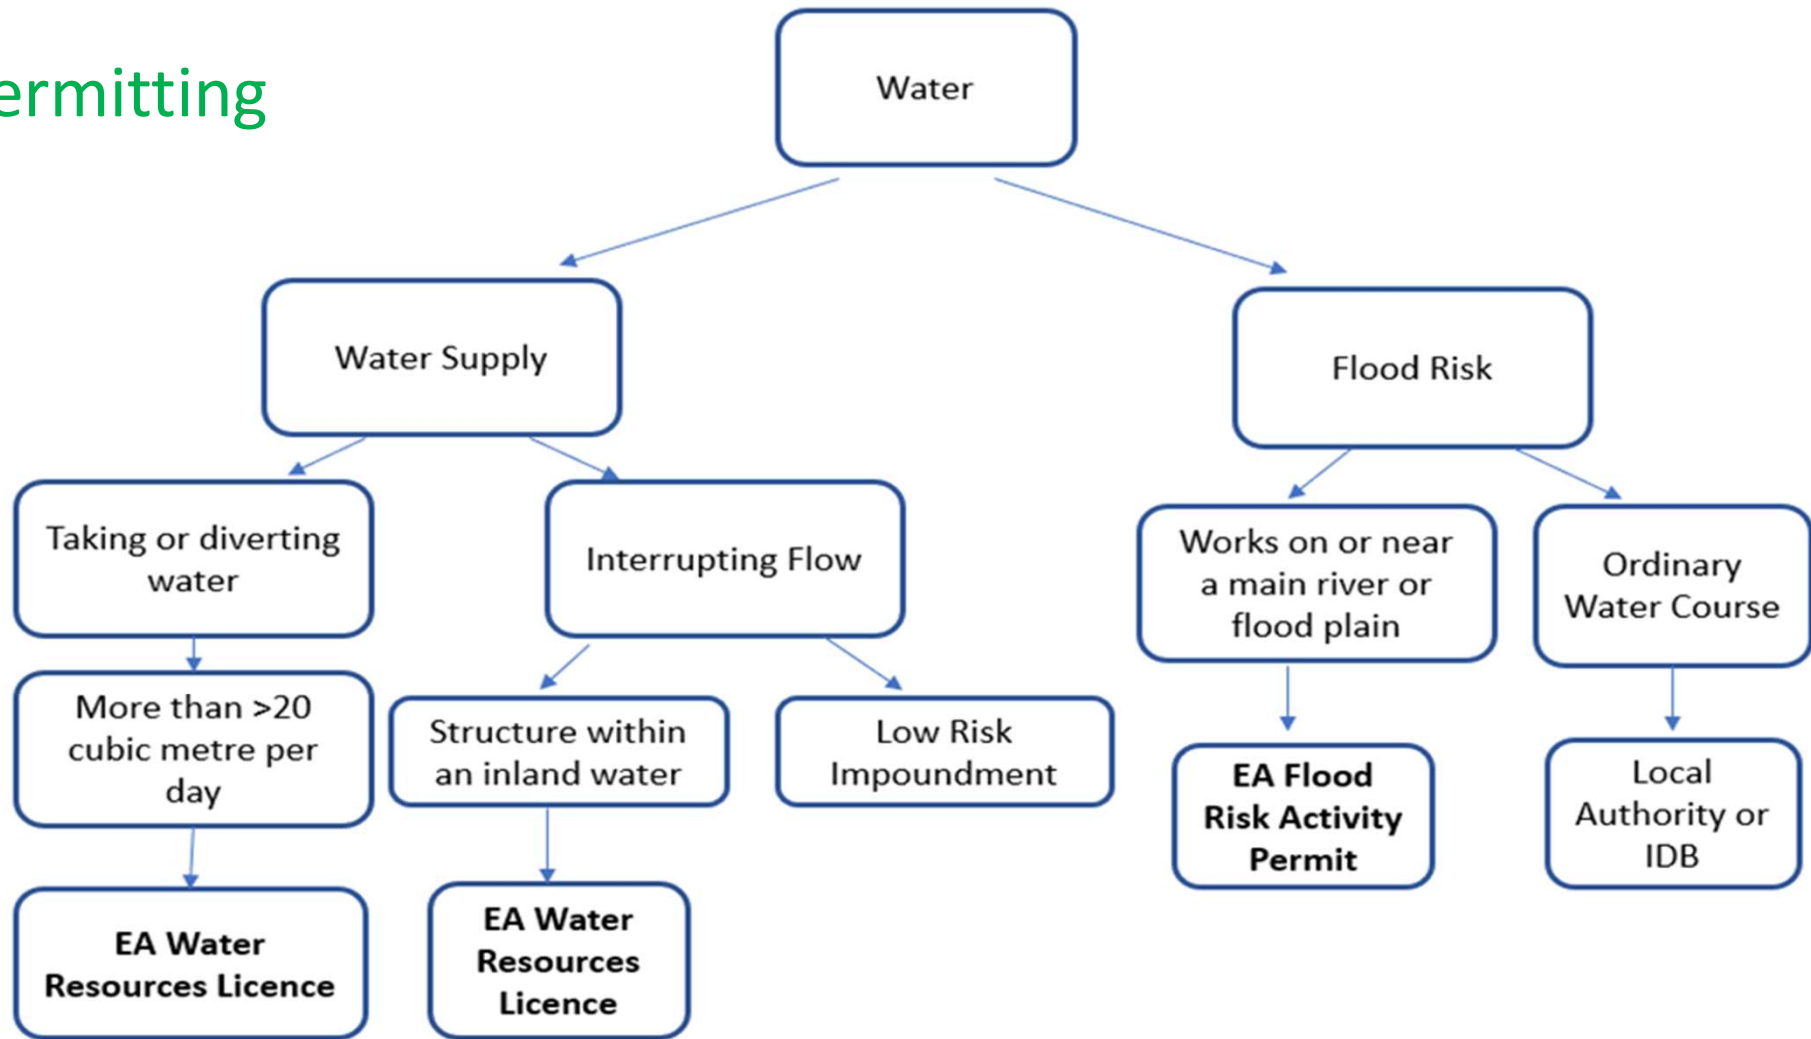 ermitting
Water
Water Supply
Flood Risk
Taking or diverting
water
Interrupting Flow
Works on or near
a main river or
flood plain
Ordinary
Water Course
More than >20
cubic metre per
day
Structure within
an inland water
Low Risk
Impoundment
EA Flood
Risk Activity
Permit
Local
Authority or
IDB
EA Water
Resources Licence
EA Water
Resources
Licence